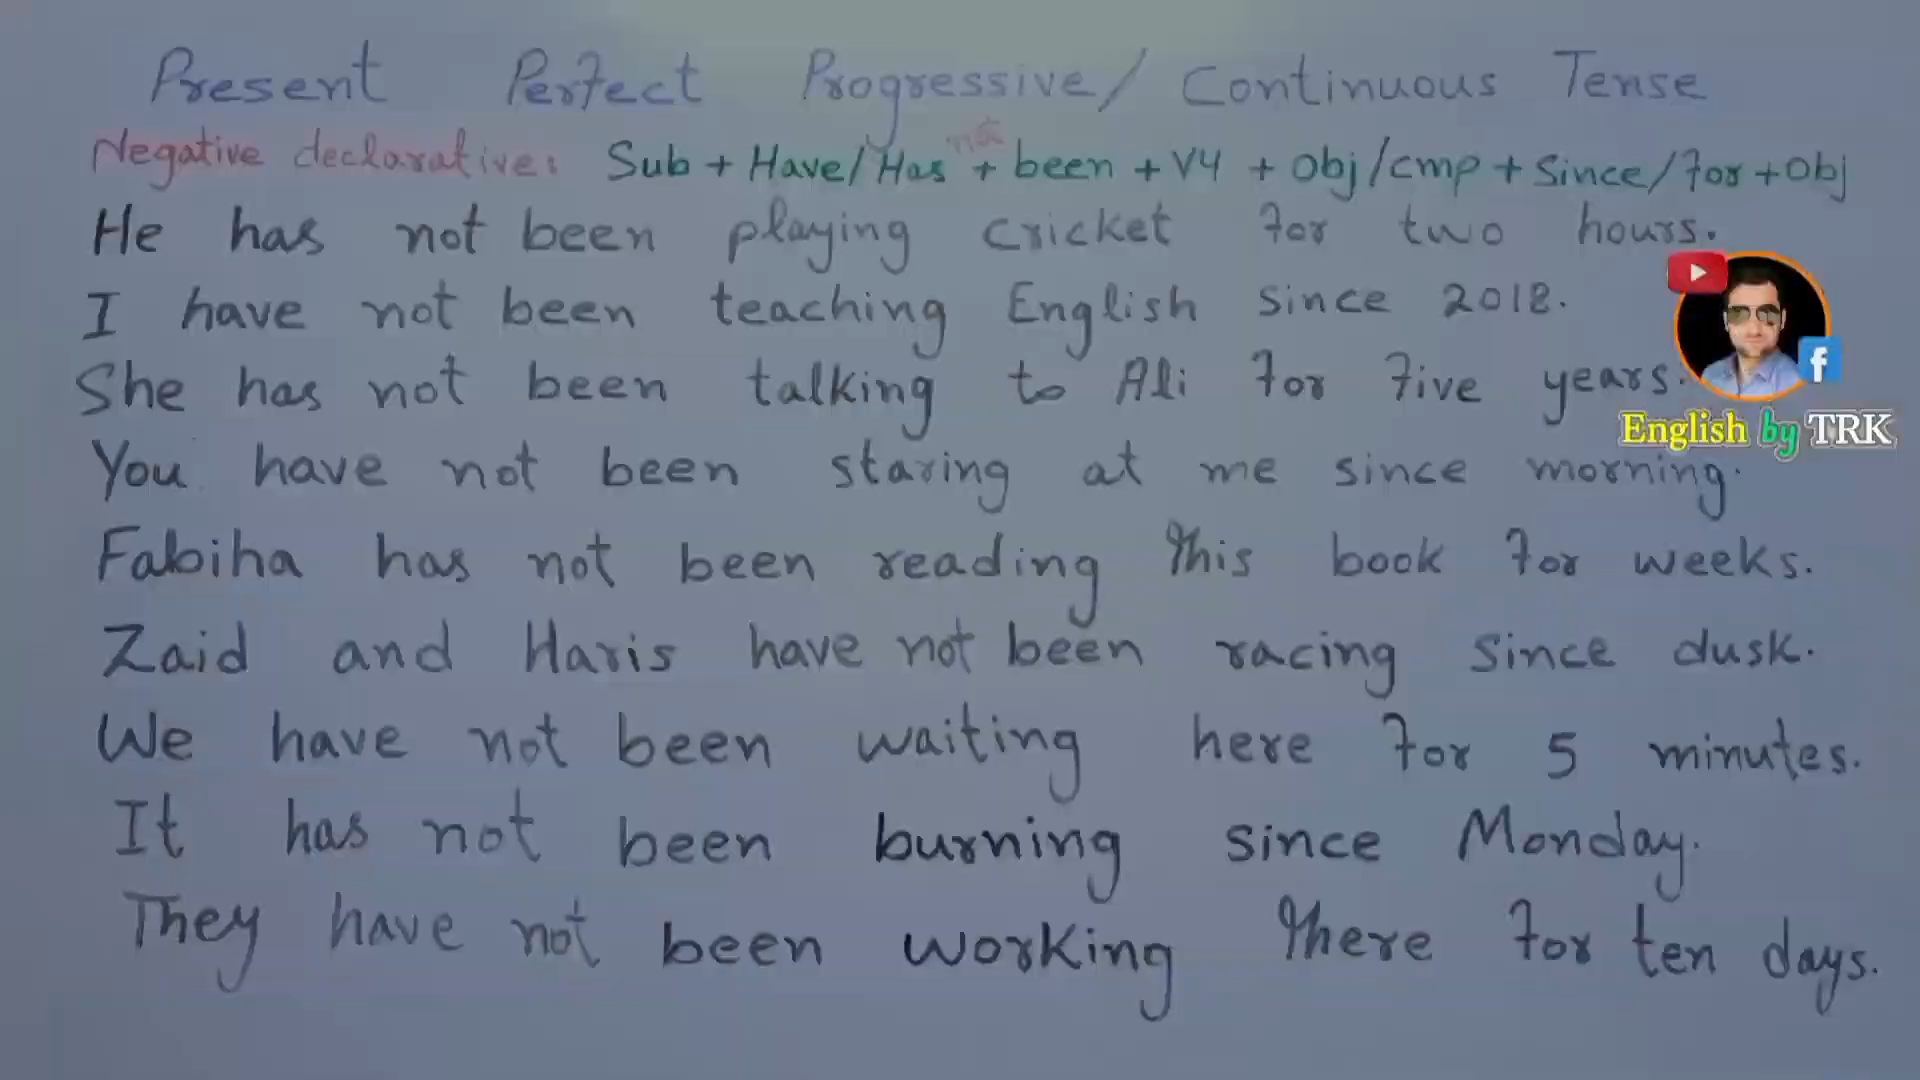 Present Perfect Progressive/ Continuous Tense
Negative declarative: Sub + Have/Has not + been + V4 + Obj/cmp + Since/for + Obj
He has not been playing cricket for two hours.
I have not been teaching English since 2018.
She has not been talking to Ali for five years.
English by TRK
You have not been staring at me since morning.
Fabiha has not been reading this book for weeks.
Zaid and Haris have not been racing since dusk.
We have not been waiting here for 5 minutes.
It has not been burning since Monday.
They have not been working there for ten days.